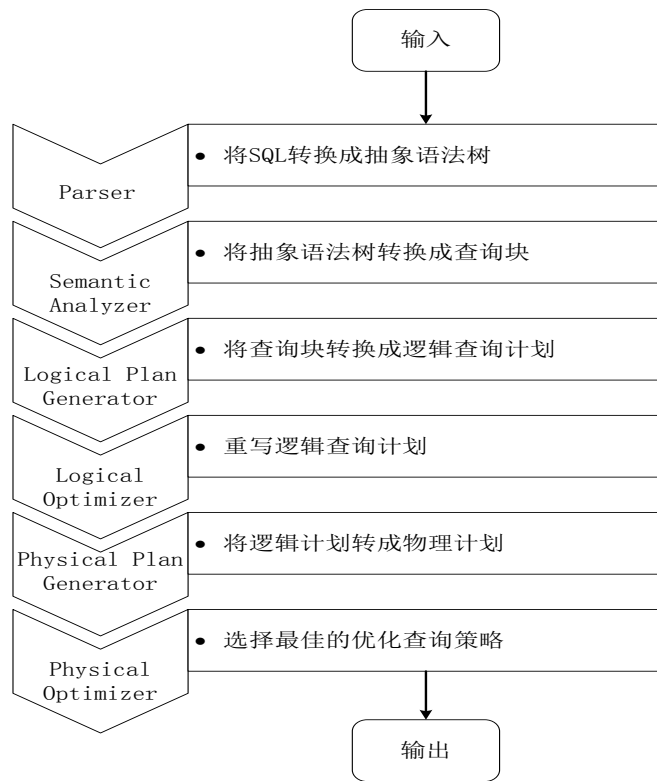 输入
• 将SQL转换成抽象语法树
Parser
• 将抽象语法树转换成查询块
Semantic
Analyzer
• 将查询块转换成逻辑查询计划
Logical Plan
Generator
• 重写逻辑查询计划
Logical
Optimizer
• 将逻辑计划转成物理计划
Physical Plan
Generator
• 选择最佳的优化查询策略
Physical
Optimizer
输出